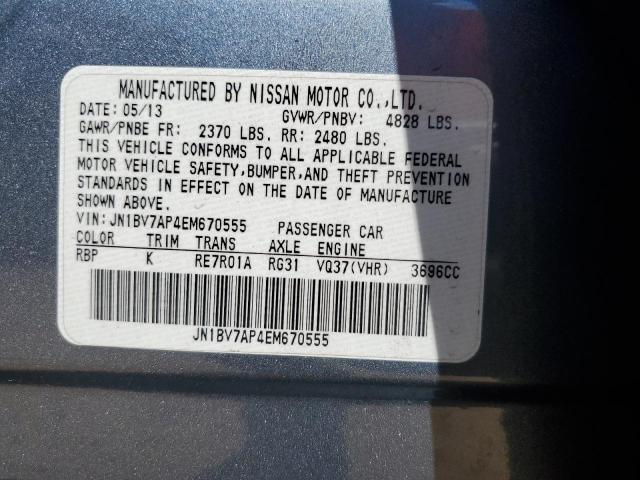 MANUFACTURED BY NISSAN MOTOR CO.,LTD.
DATE: 05/13 GVWR/PNBV: 4828 LBS.
GAWR/PNBE FR: 2370 LBS. RR: 2480 LBS.
THIS VEHICLE CONFORMS TO ALL APPLICABLE FEDERAL
MOTOR VEHICLE SAFETY,BUMPER,AND THEFT PREVENTION
STANDARDS IN EFFECT ON THE DATE OF MANUFACTURE
SHOWN ABOVE.
VIN: JN1BV7AP4EM670555 PASSENGER CAR
COLOR TRIM TRANS AXLE ENGINE
RBP K RE7R01A RG31 VQ37(VHR) 3696CC
JN1BV7AP4EM670555